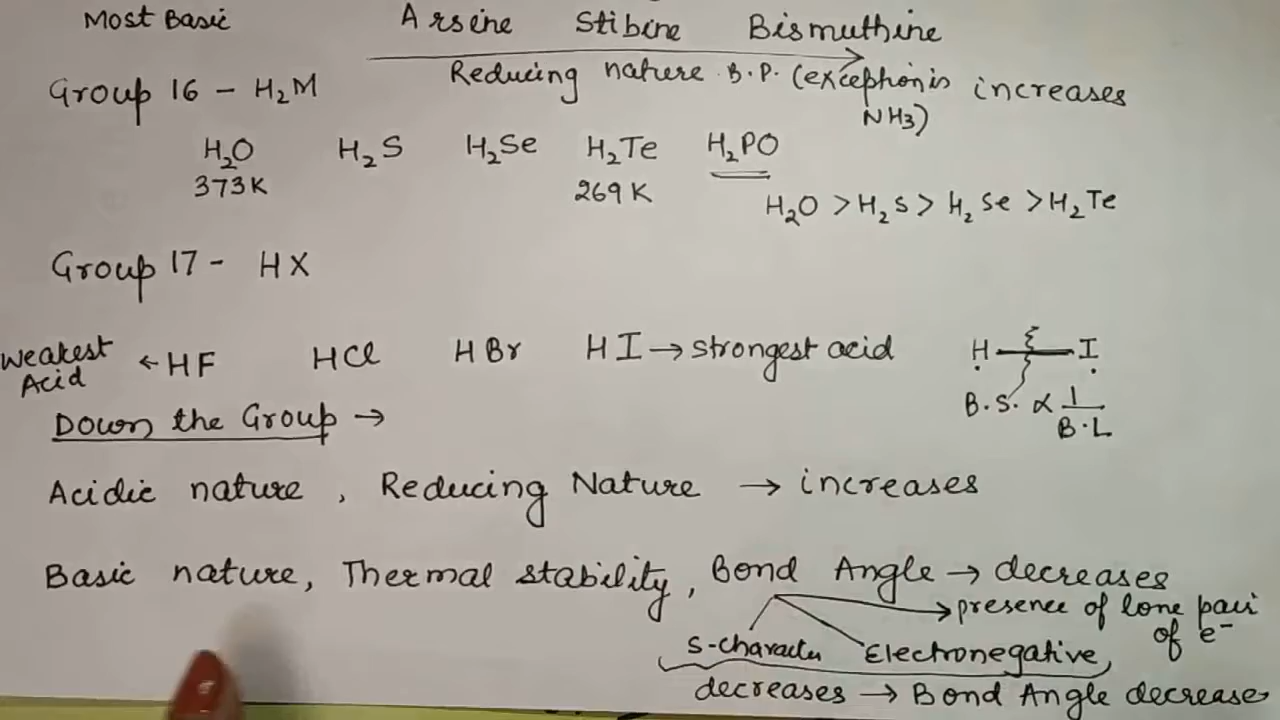 Most Basic Arsine Stibine Bismuthine
Group 16 - H₂M Reducing nature B.P. (exception is increases
NH₃)
H₂O H₂S H₂Se H₂Te H₂PO
373K 269K
H₂O > H₂S > H₂Se > H₂Te
Group 17 - HX
Weakest Acid ← HF HCl HBr HI → strongest acid H — I
B.S. ∝ 1/B.L
Down the Group →
Acidic nature, Reducing Nature → increases
Basic nature, Thermal stability, Bond Angle → decreases
→ presence of lone pair
of e⁻
s-character Electronegative,
decreases → Bond Angle decreases